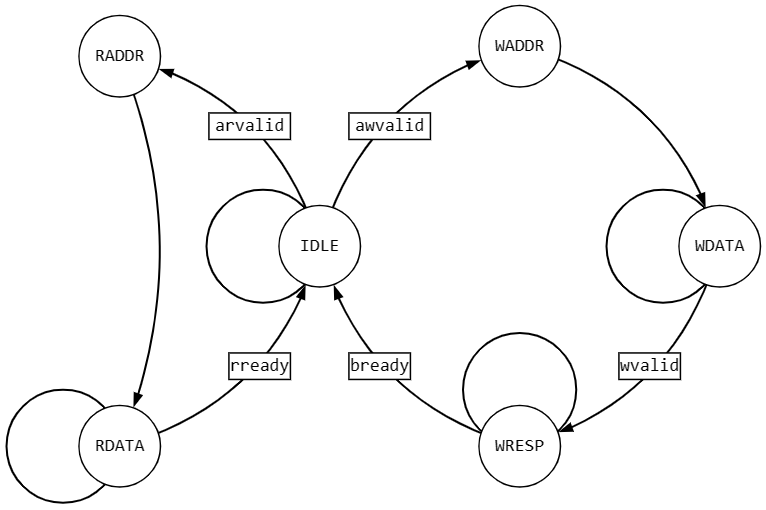 WADDR
RADDR
arvalid
awvalid
IDLE
WDATA
rready
bready
wvalid
RDATA
WRESP